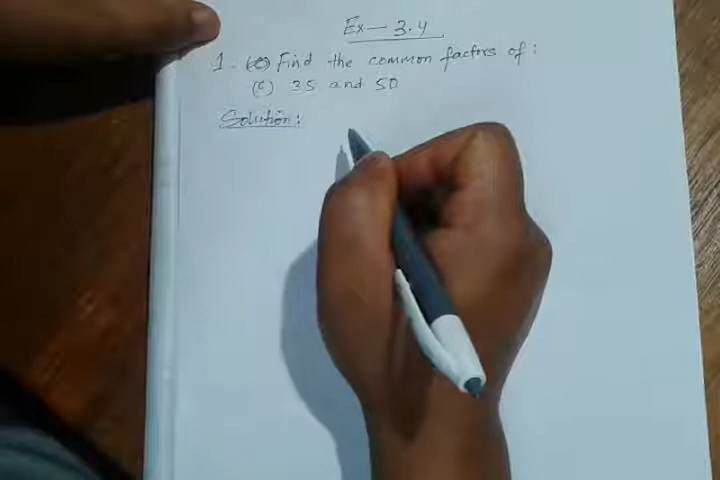 Ex - 3.4
1. Find the common factors of :
(c) 35 and 50
Solution :